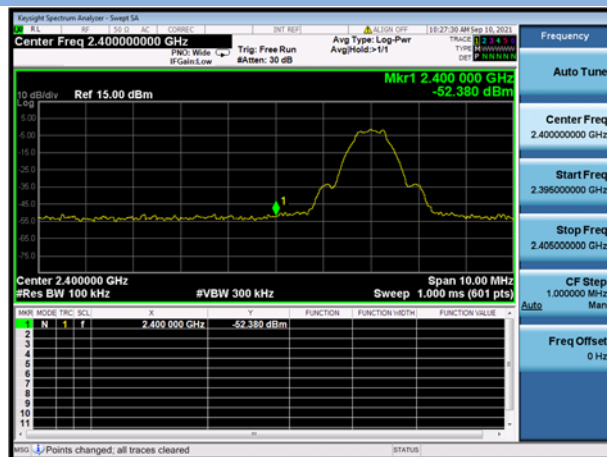 Keysight Spectrum Analyzer - Swept SA
RL RF 50 Ω AC CORREC INT REF ALIGN OFF 10:27:30 AM Sep 10, 2021
Center Freq 2.400000000 GHz
PNO: Wide
IFGain:Low
Trig: Free Run
#Atten: 30 dB
Avg Type: Log-Pwr
Avg|Hold:>1/1
TRACE 1 2 3 4 5 6
TYPE M W W W W W
DET P N N N N N
Mkr1 2.400 000 GHz
-52.380 dBm
10 dB/div Ref 15.00 dBm
Log
5.00
-5.00
-15.0
-25.0
-35.0
-45.0
-55.0
-65.0
-75.0
1
Center 2.400000 GHz Span 10.00 MHz
#Res BW 100 kHz #VBW 300 kHz Sweep 1.000 ms (601 pts)
MKR MODE TRC SCL X Y FUNCTION FUNCTION WIDTH FUNCTION VALUE
1 N 1 f 2.400 000 GHz -52.380 dBm
2
3
4
5
6
7
8
9
10
11
MSG Points changed; all traces cleared STATUS
Frequency
Auto Tune
Center Freq
2.400000000 GHz
Start Freq
2.395000000 GHz
Stop Freq
2.405000000 GHz
CF Step
1.000000 MHz
Auto Man
Freq Offset
0 Hz